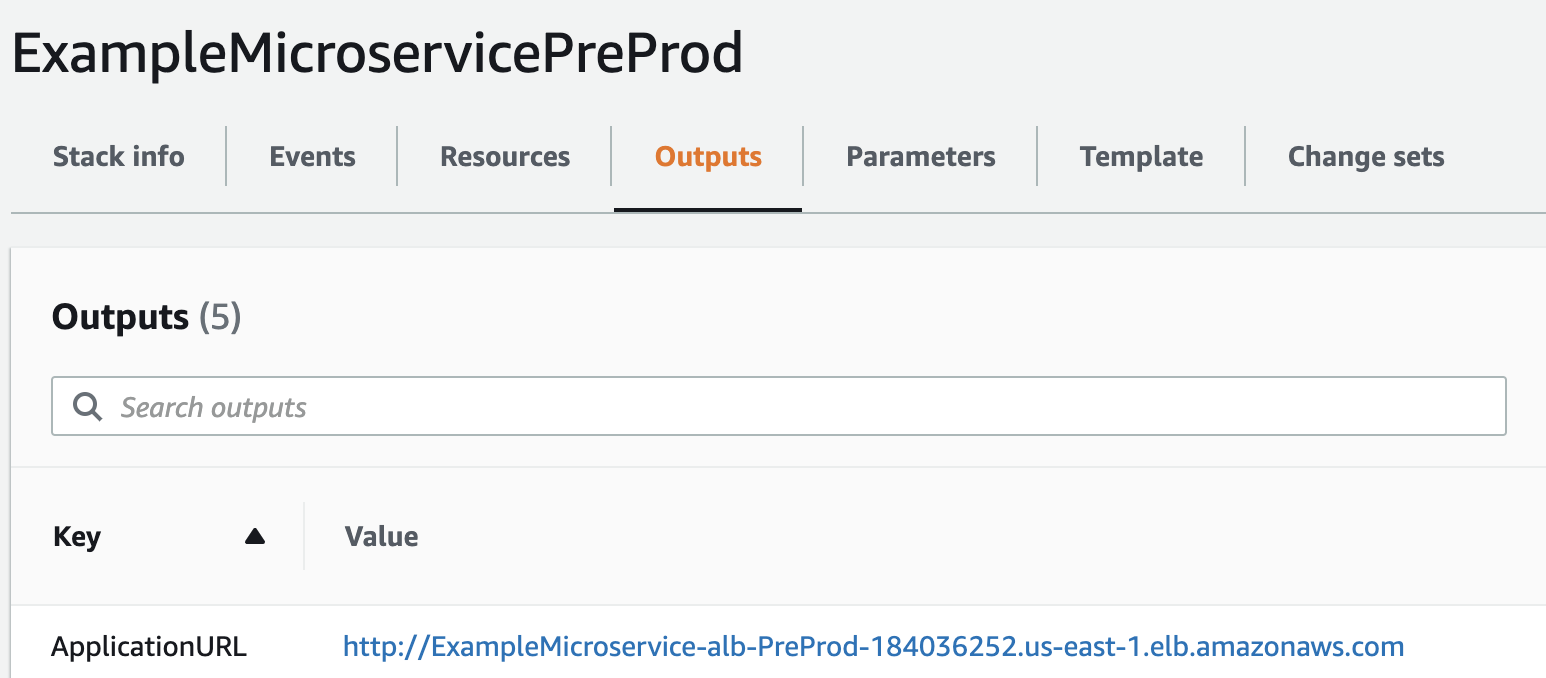 ExampleMicroservicePreProd
Stack info Events Resources Outputs Parameters Template Change sets
Outputs (5)
Search outputs
Key ▲ Value
ApplicationURL http://ExampleMicroservice-alb-PreProd-184036252.us-east-1.elb.amazonaws.com